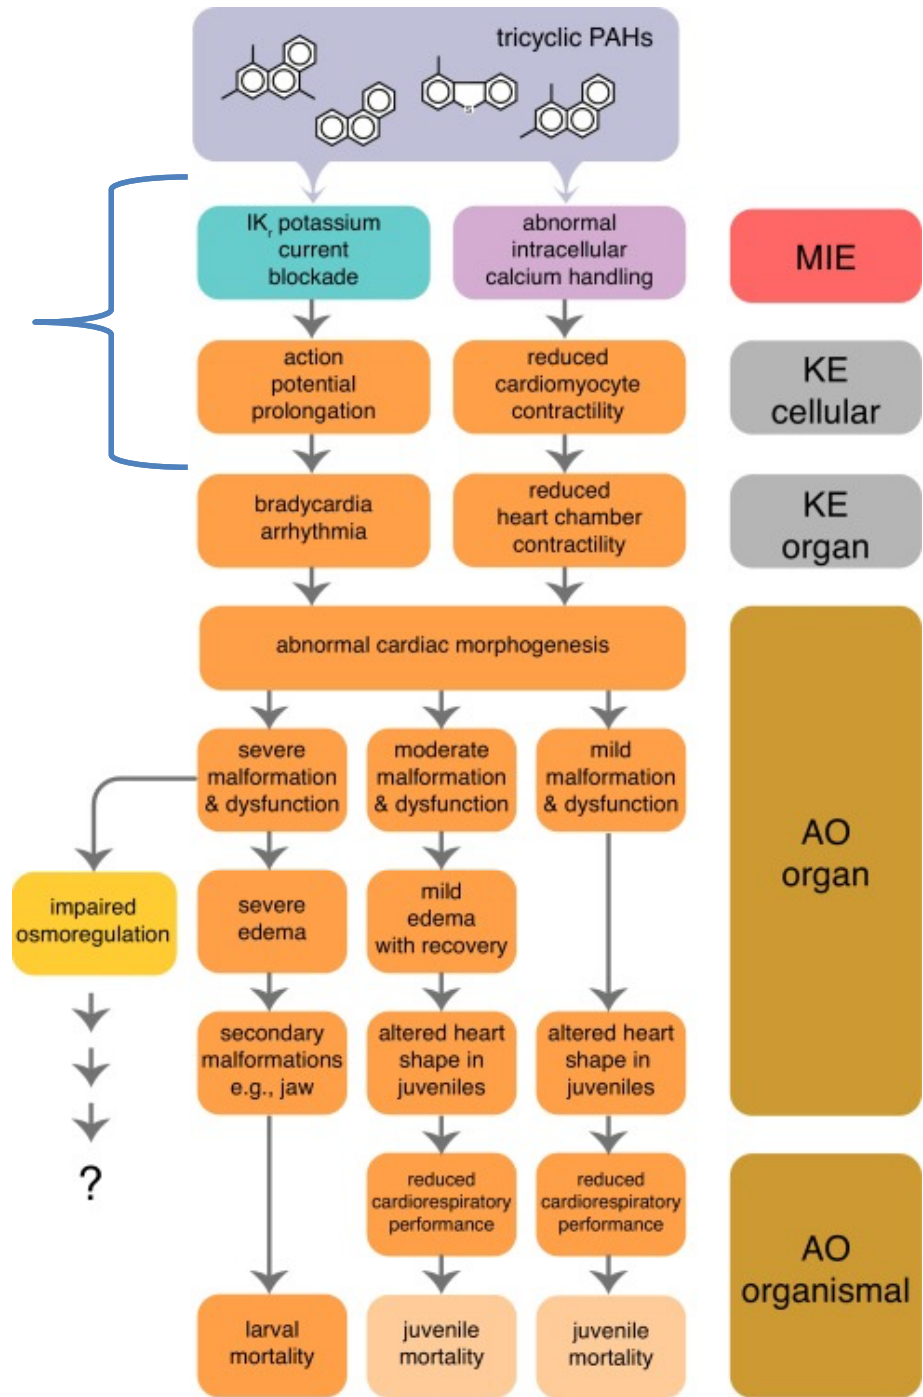 tricyclic PAHs
S
IKr potassium
current
blockade
abnormal
intracellular
calcium handling
MIE
action
potential
prolongation
reduced
cardiomyocyte
contractility
KE
cellular
bradycardia
arrhythmia
reduced
heart chamber
contractility
KE
organ
abnormal cardiac morphogenesis
severe
malformation
& dysfunction
moderate
malformation
& dysfunction
mild
malformation
& dysfunction
AO
organ
impaired
osmoregulation
severe
edema
mild
edema
with recovery
secondary
malformations
e.g., jaw
altered heart
shape in
juveniles
altered heart
shape in
juveniles
?
reduced
cardiorespiratory
performance
reduced
cardiorespiratory
performance
AO
organismal
larval
mortality
juvenile
mortality
juvenile
mortality